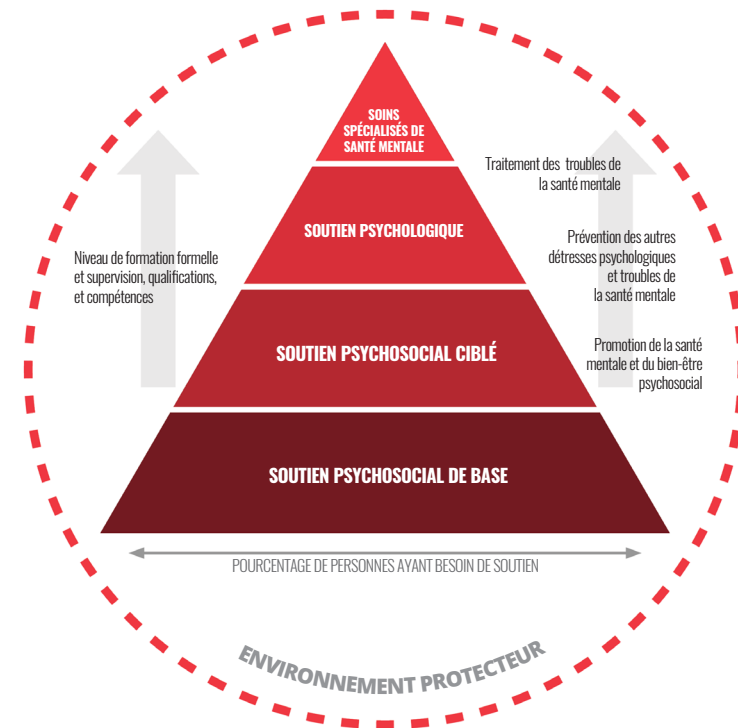 SOINS
SPÉCIALISÉS DE
SANTÉ MENTALE
SOUTIEN PSYCHOLOGIQUE
SOUTIEN PSYCHOSOCIAL CIBLÉ
SOUTIEN PSYCHOSOCIAL DE BASE
Niveau de formation formelle
et supervision, qualifications,
et compétences
Traitement des troubles de
la santé mentale
Prévention des autres
détresses psychologiques
et troubles de
la santé mentale
Promotion de la santé
mentale et du bien-être
psychosocial
POURCENTAGE DE PERSONNES AYANT BESOIN DE SOUTIEN
ENVIRONNEMENT PROTECTEUR